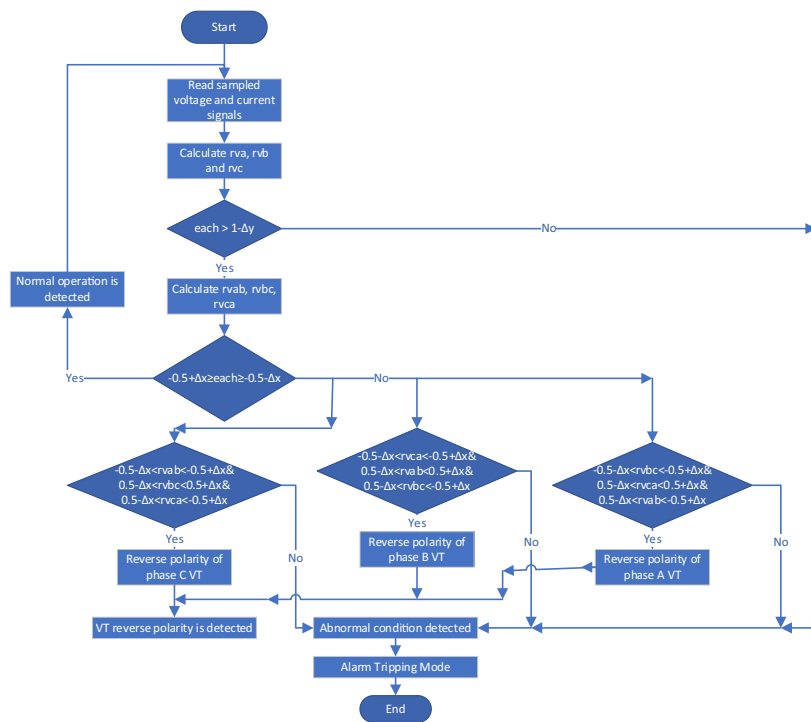 Start
Read sampled
voltage and current
signals
Calculate rva, rvb
and rvc
each > 1-Δy
No
Yes
Normal operation is
detected
Calculate rvab, rvbc,
rvca
-0.5+Δx≥each≥-0.5-Δx
Yes
No
-0.5-Δx<rvab<-0.5+Δx&
0.5-Δx<rvbc<0.5+Δx&
0.5-Δx<rvca<-0.5+Δx
-0.5-Δx<rvca<-0.5+Δx&
0.5-Δx<rvab<0.5+Δx&
0.5-Δx<rvbc<-0.5+Δx
-0.5-Δx<rvbc<-0.5+Δx&
0.5-Δx<rvca<0.5+Δx&
0.5-Δx<rvab<-0.5+Δx
Yes
No
Yes
No
Yes
No
Reverse polarity of
phase C VT
Reverse polarity of
phase B VT
Reverse polarity of
phase A VT
VT reverse polarity is detected
Abnormal condition detected
Alarm Tripping Mode
End